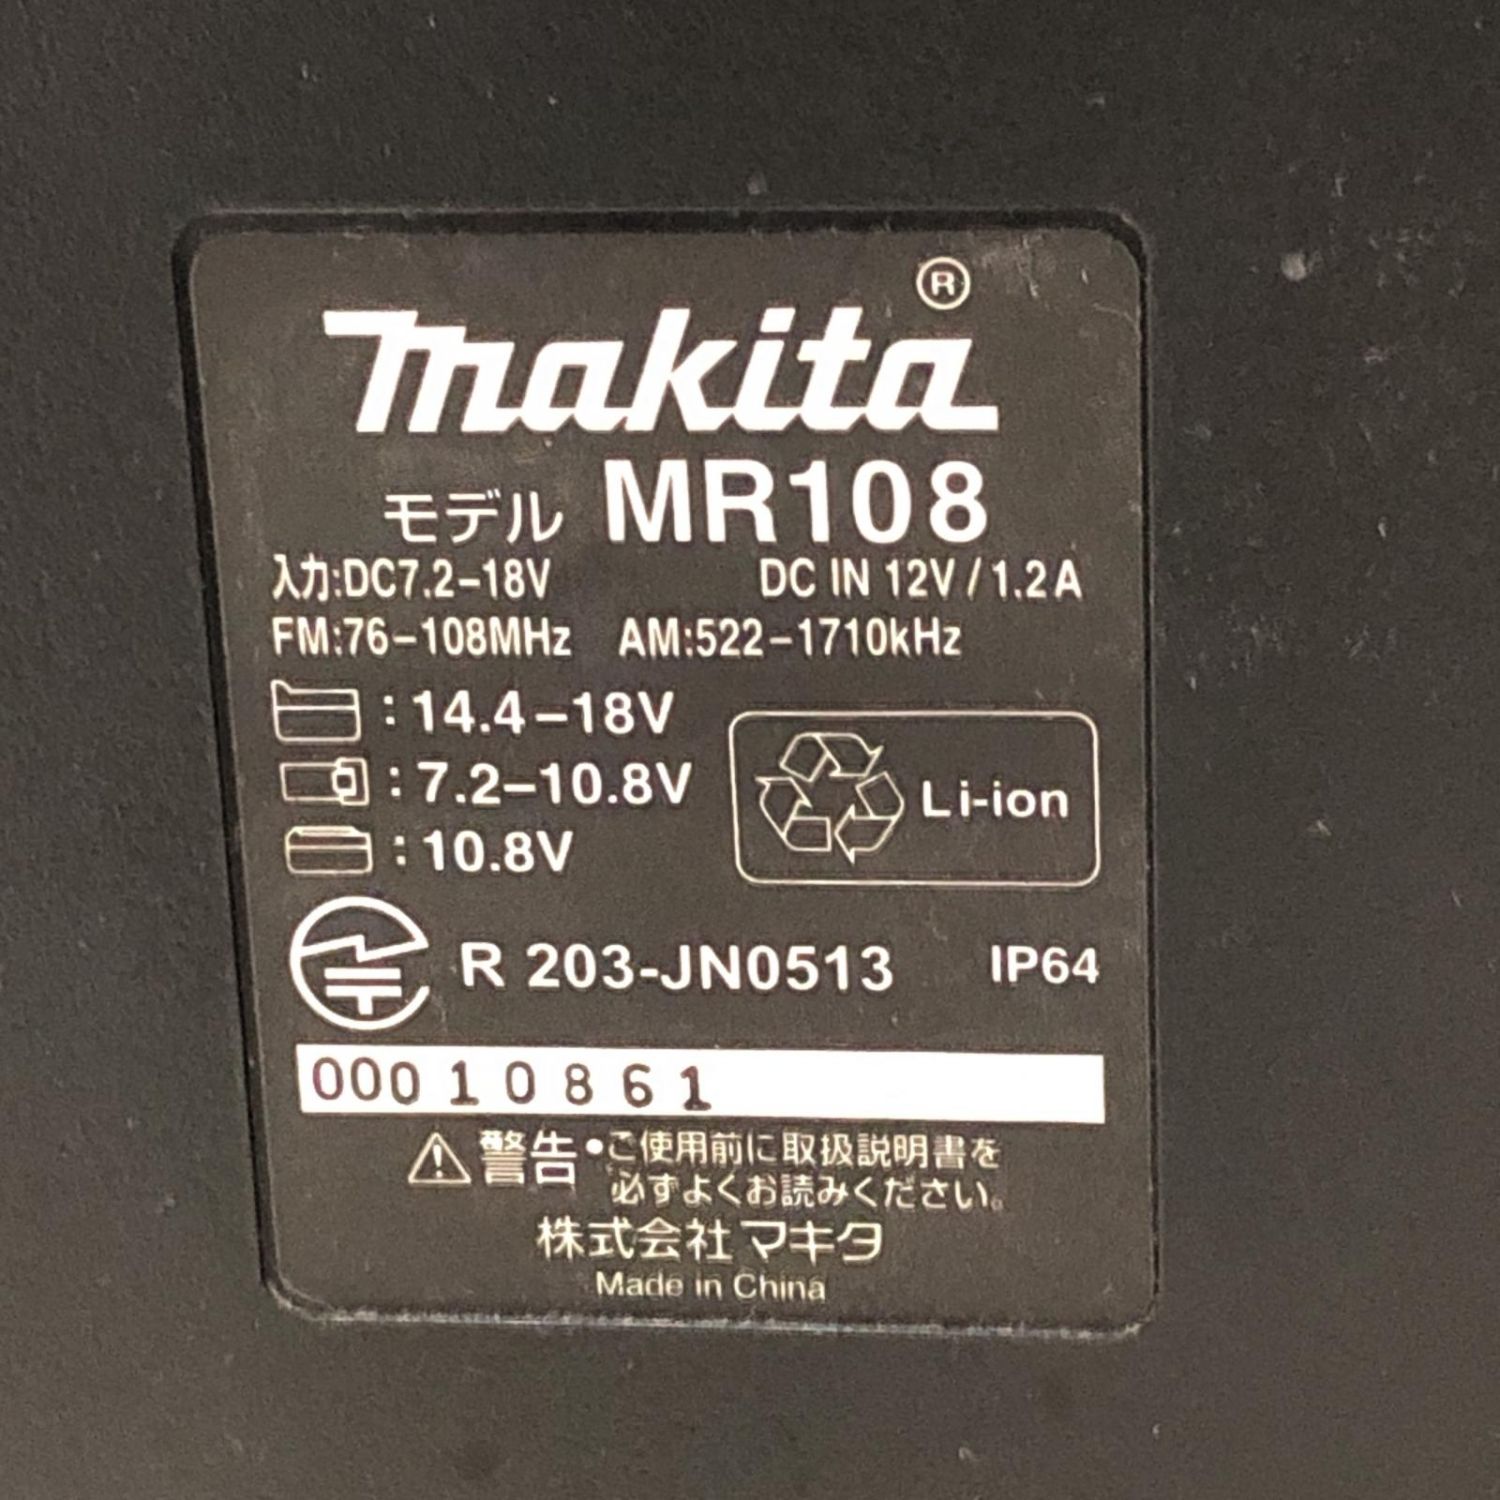 makita®
モデル MR108
入力:DC7.2-18V DC IN 12V / 1.2A
FM:76-108MHz AM:522-1710kHz
:14.4-18V
:7.2-10.8V
Li-ion
:10.8V
R 203-JN0513 IP64
00010861
警告 •ご使用前に取扱説明書を
必ずよくお読みください。
株式会社マキタ
Made in China